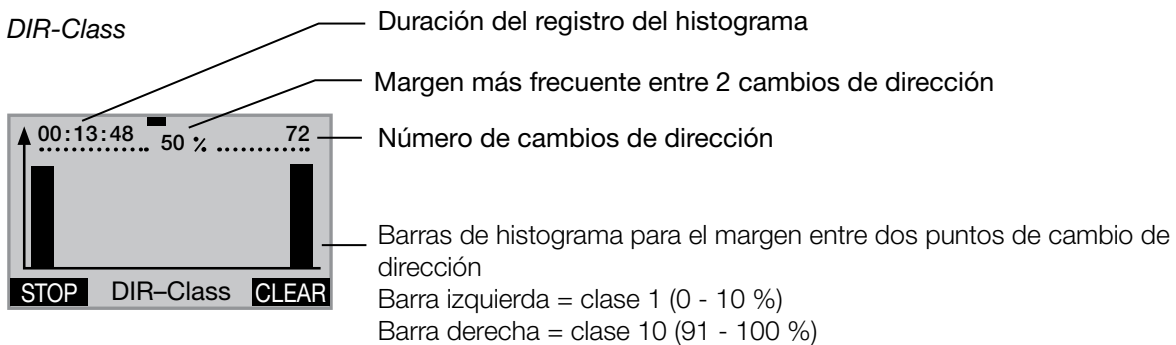 DIR-Class
Duración del registro del histograma
Margen más frecuente entre 2 cambios de dirección
00:13:48 50 % 72
Número de cambios de dirección
Barras de histograma para el margen entre dos puntos de cambio de
dirección
Barra izquierda = clase 1 (0 - 10 %)
Barra derecha = clase 10 (91 - 100 %)
STOP DIR–Class CLEAR